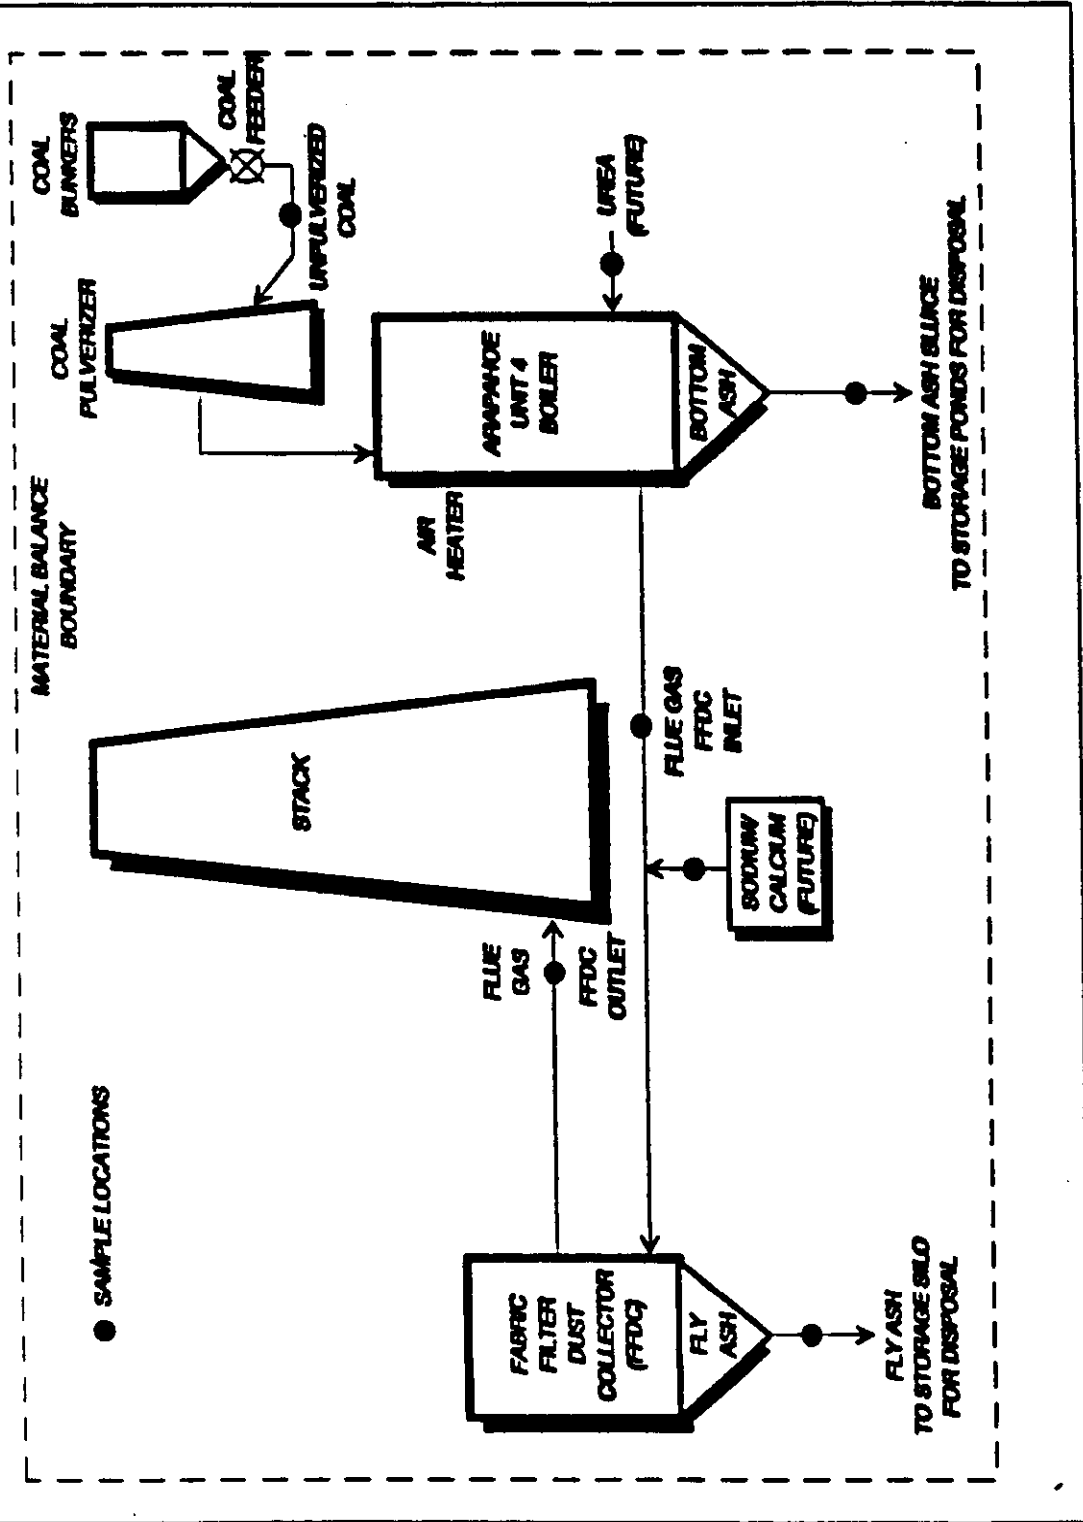 SAMPLE LOCATIONS
MATERIAL BALANCE
BOUNDARY
COAL
PULVERIZER
COAL
BUNKERS
COAL
FEEDER
UNPULVERIZED
COAL
STACK
AIR
HEATER
ARAPAHOE
UNIT 4
BOILER
BOTTOM
ASH
UREA
(FUTURE)
FLUE
GAS
FFDC
OUTLET
FLUE GAS
FFDC
INLET
SODIUM/
CALCIUM
(FUTURE)
FABRIC
FILTER
DUST
COLLECTOR
(FFDC)
FLY
ASH
FLY ASH
TO STORAGE SILO
FOR DISPOSAL
BOTTOM ASH SLUICE
TO STORAGE PONDS FOR DISPOSAL